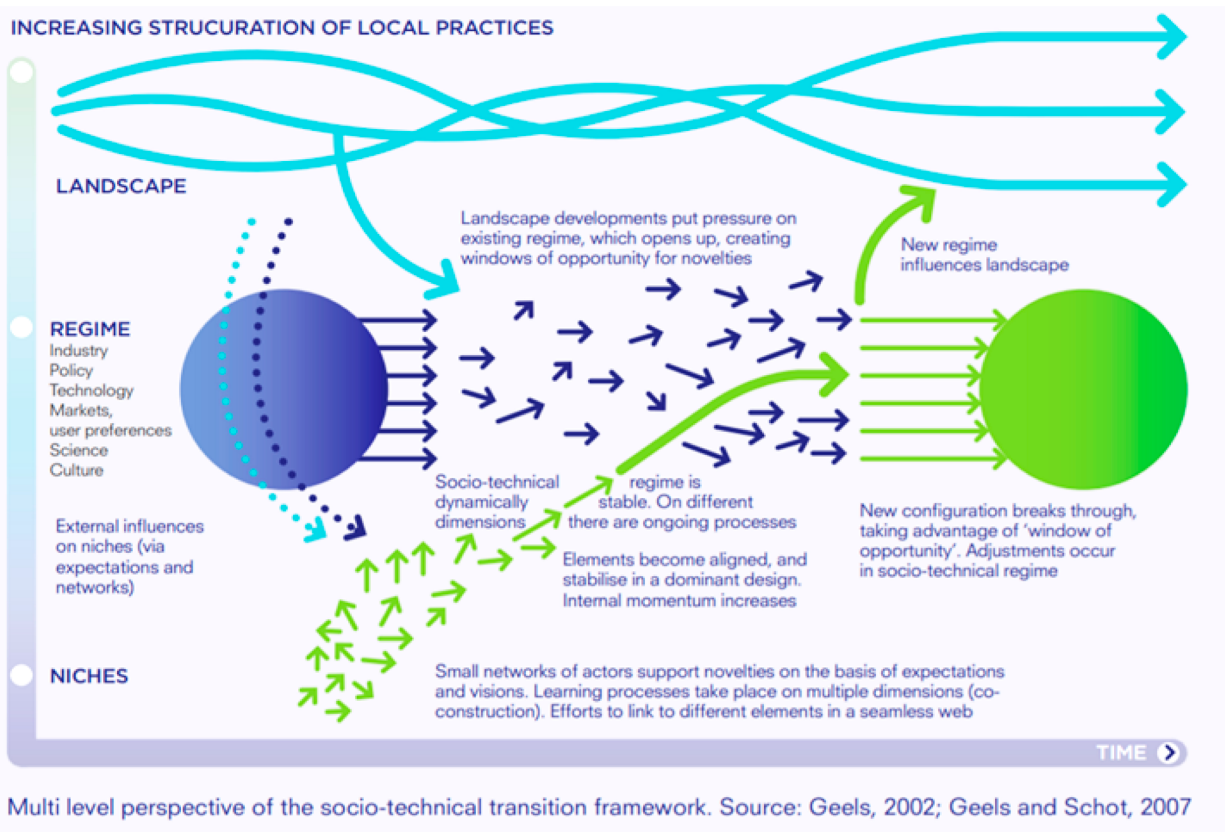 INCREASING STRUCURATION OF LOCAL PRACTICES
LANDSCAPE
Landscape developments put pressure on
existing regime, which opens up, creating
windows of opportunity for novelties
New regime
influences landscape
REGIME
Industry
Policy
Technology
Markets,
user preferences
Science
Culture
Socio-technical regime is
dynamically stable. On different
dimensions there are ongoing processes
External influences
on niches (via
expectations and
networks)
Elements become aligned, and
stabilise in a dominant design.
Internal momentum increases
New configuration breaks through,
taking advantage of ‘window of
opportunity’. Adjustments occur
in socio-technical regime
NICHES
Small networks of actors support novelties on the basis of expectations
and visions. Learning processes take place on multiple dimensions (co-
construction). Efforts to link to different elements in a seamless web
TIME
Multi level perspective of the socio-technical transition framework. Source: Geels, 2002; Geels and Schot, 2007